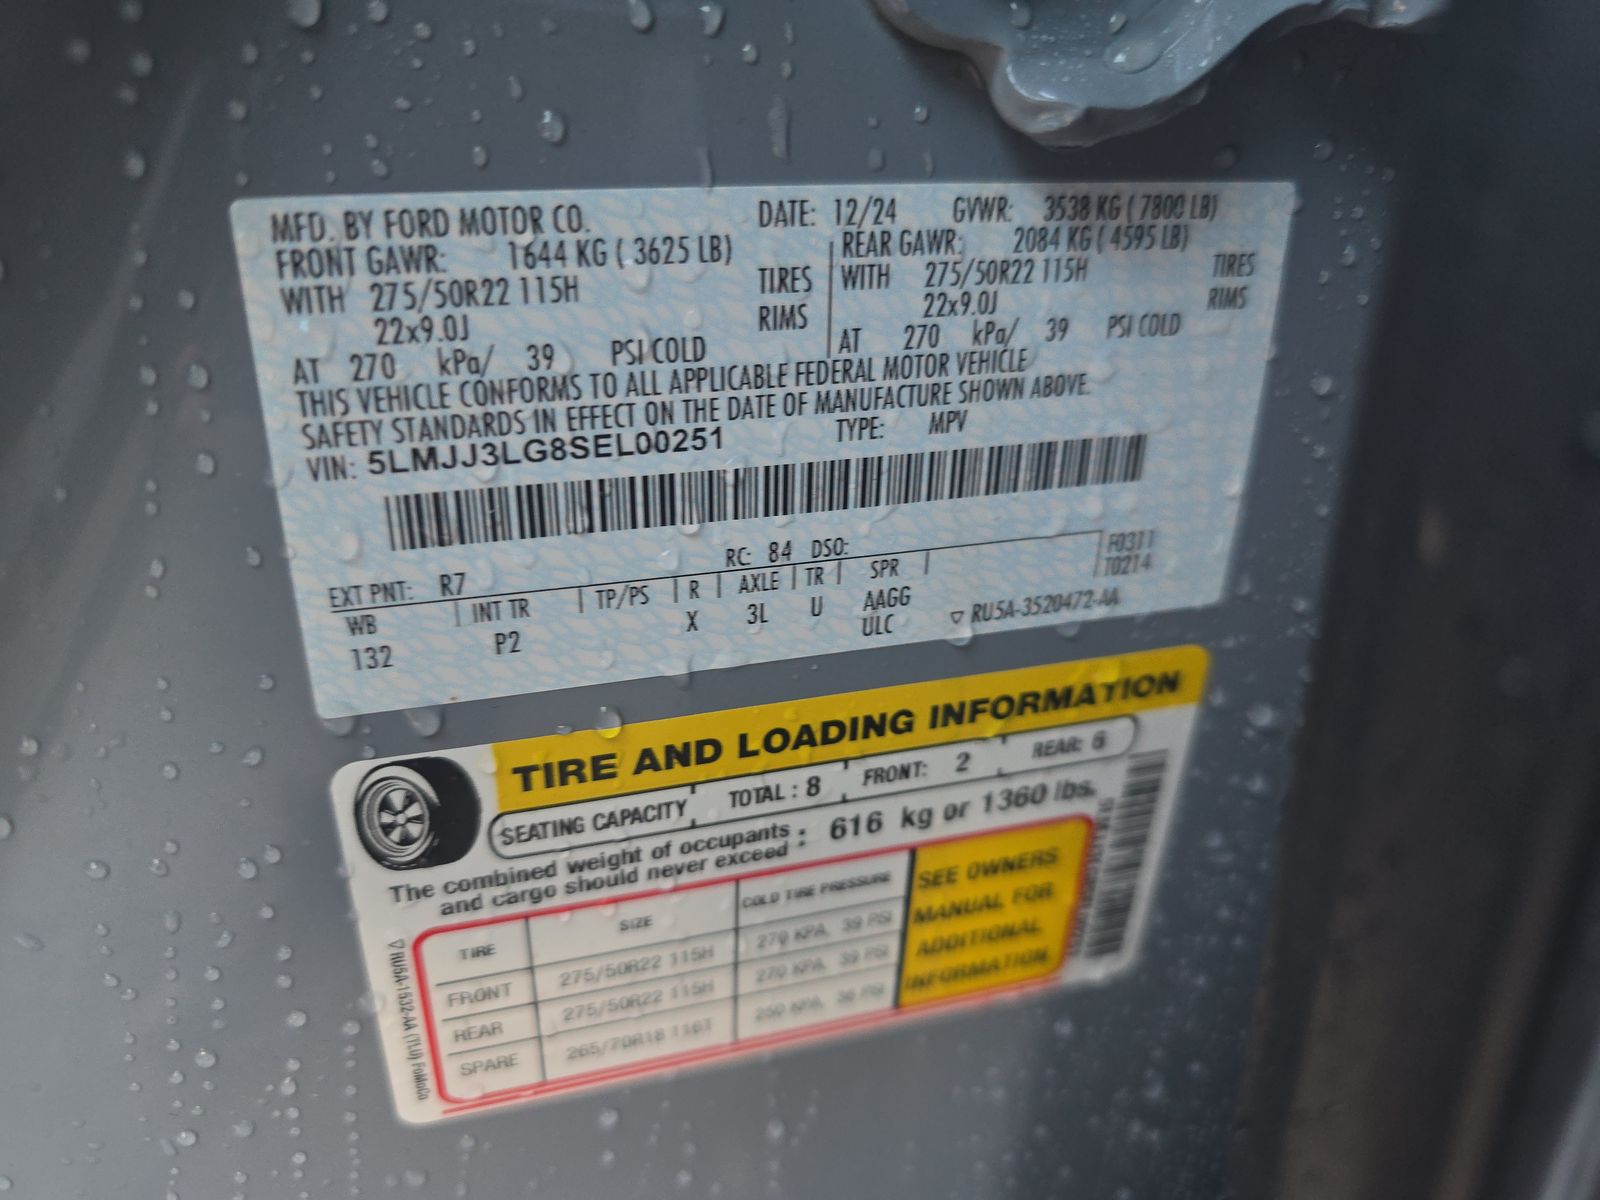 MFD. BY FORD MOTOR CO. DATE: 12/24 GVWR: 3538 KG ( 7800 LB)
FRONT GAWR: 1644 KG ( 3625 LB) REAR GAWR: 2084 KG ( 4595 LB)
WITH 275/50R22 115H TIRES WITH 275/50R22 115H TIRES
22x9.0J RIMS 22x9.0J RIMS
AT 270 kPa/ 39 PSI COLD AT 270 kPa/ 39 PSI COLD
THIS VEHICLE CONFORMS TO ALL APPLICABLE FEDERAL MOTOR VEHICLE
SAFETY STANDARDS IN EFFECT ON THE DATE OF MANUFACTURE SHOWN ABOVE.
VIN: 5LMJJ3LG8SEL00251 TYPE: MPV
EXT PNT: R7 RC: 84 DSO: F0311
WB INT TR TP/PS R AXLE TR SPR T0214
132 P2 X 3L U AAGG
ULC ▽ RU5A-3520472-AA
TIRE AND LOADING INFORMATION
SEATING CAPACITY TOTAL : 8 FRONT: 2 REAR: 6
The combined weight of occupants
and cargo should never exceed : 616 kg or 1360 lbs.
TIRE SIZE COLD TIRE PRESSURE
FRONT 275/50R22 115H 270 KPA, 39 PSI
REAR 275/50R22 115H 270 KPA, 39 PSI
SPARE 265/70R18 116T 250 KPA, 36 PSI
SEE OWNERS
MANUAL FOR
ADDITIONAL
INFORMATION
▽ RU5A-1532-AA (TLU) FoMoCo